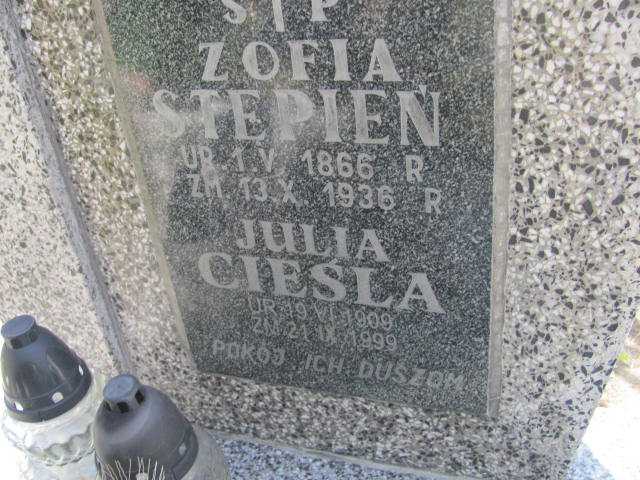 Ś†P
ZOFIA
STĘPIEŃ
UR. 1.V. 1866 R
ZM. 13.X. 1936 R
JULIA
CIEŚLA
UR. 19.VI.1909
ZM. 21.IX.1999
POKÓJ ICH DUSZOM